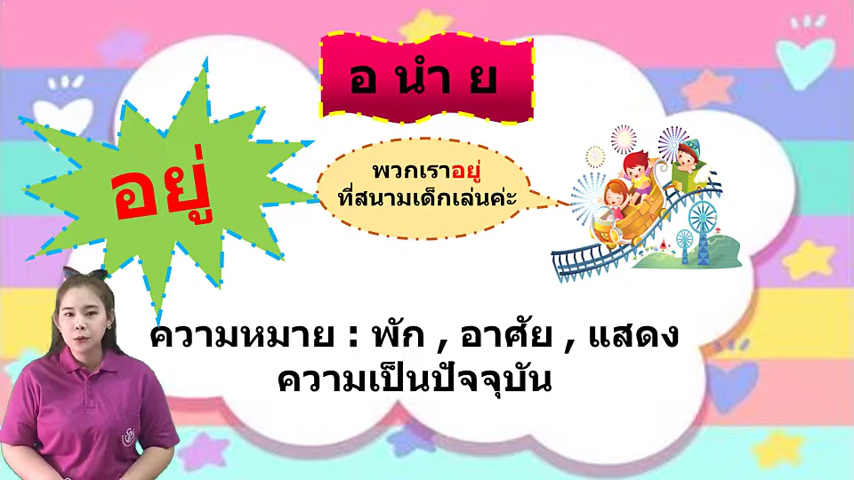 อ นำ ย
อยู่
พวกเราอยู่
ที่สนามเด็กเล่นค่ะ
ความหมาย : พัก , อาศัย , แสดง
ความเป็นปัจจุบัน